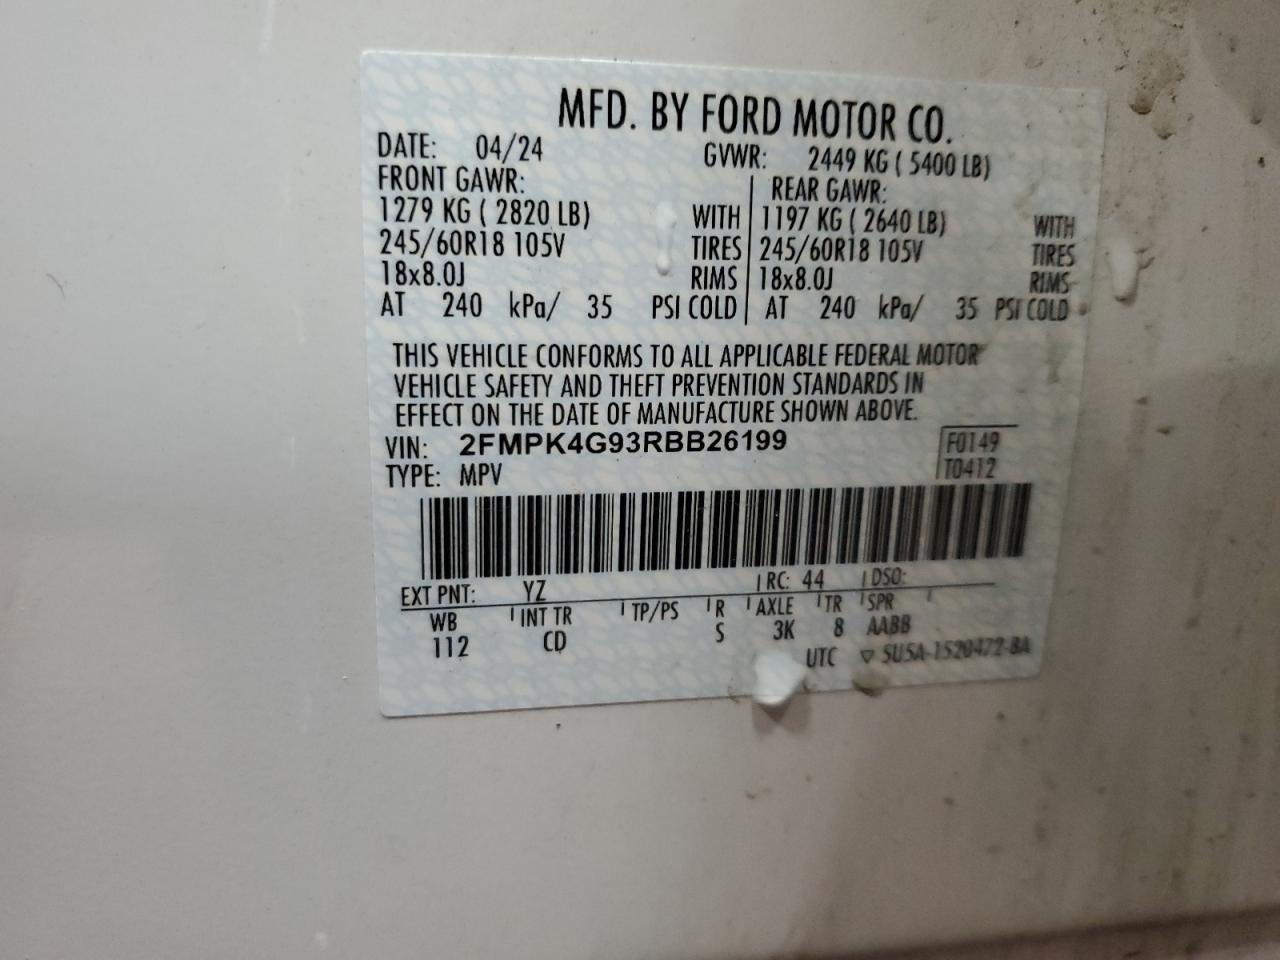 MFD. BY FORD MOTOR CO.
DATE: 04/24 GVWR: 2449 KG ( 5400 LB)
FRONT GAWR: REAR GAWR:
1279 KG ( 2820 LB) WITH 1197 KG ( 2640 LB) WITH
245/60R18 105V TIRES 245/60R18 105V TIRES
18x8.0J RIMS 18x8.0J RIMS
AT 240 kPa/ 35 PSI COLD AT 240 kPa/ 35 PSI COLD
THIS VEHICLE CONFORMS TO ALL APPLICABLE FEDERAL MOTOR
VEHICLE SAFETY AND THEFT PREVENTION STANDARDS IN
EFFECT ON THE DATE OF MANUFACTURE SHOWN ABOVE.
VIN: 2FMPK4G93RBB26199 F0149
TYPE: MPV T0412
EXT PNT: YZ RC: 44 DSO:
WB INT TR TP/PS R AXLE TR SPR
112 CD S 3K 8 AABB
UTC ▽ 5U5A-1520472-BA